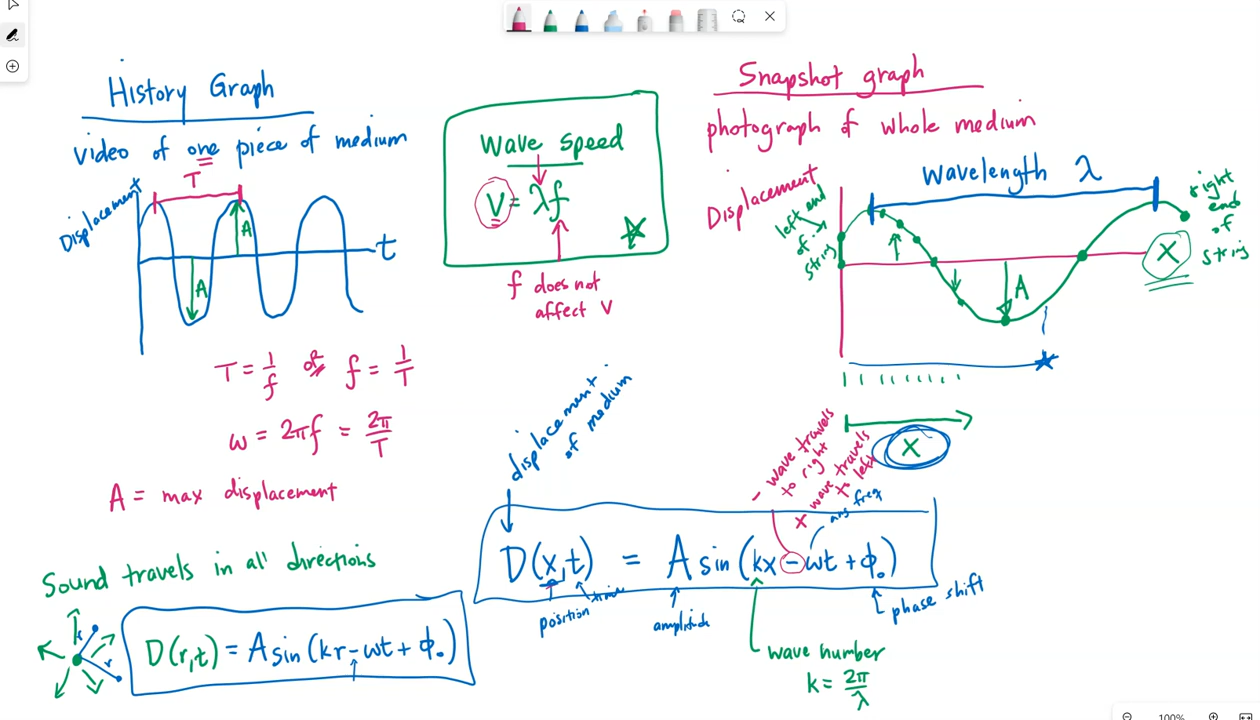 History Graph
video of one piece of medium
T
Displacement
A
A
t
T = 1/f or f = 1/T
ω = 2πf = 2π/T
A = max displacement
Sound travels in all directions
r
D(r,t) = A sin(kr - ωt + ϕ₀)
Wave speed
V = λf
f does not
affect V
Snapshot graph
photograph of whole medium
Wavelength λ
Displacement
left end
of
string
right
end
of
string
A
X
X
displacement
of medium
- wave travels
to right
wave travels
to left
ang freq
D(x,t) = A sin(kx - ωt + ϕ₀)
position
time
amplitude
phase shift
wave number
k = 2π/λ
100%